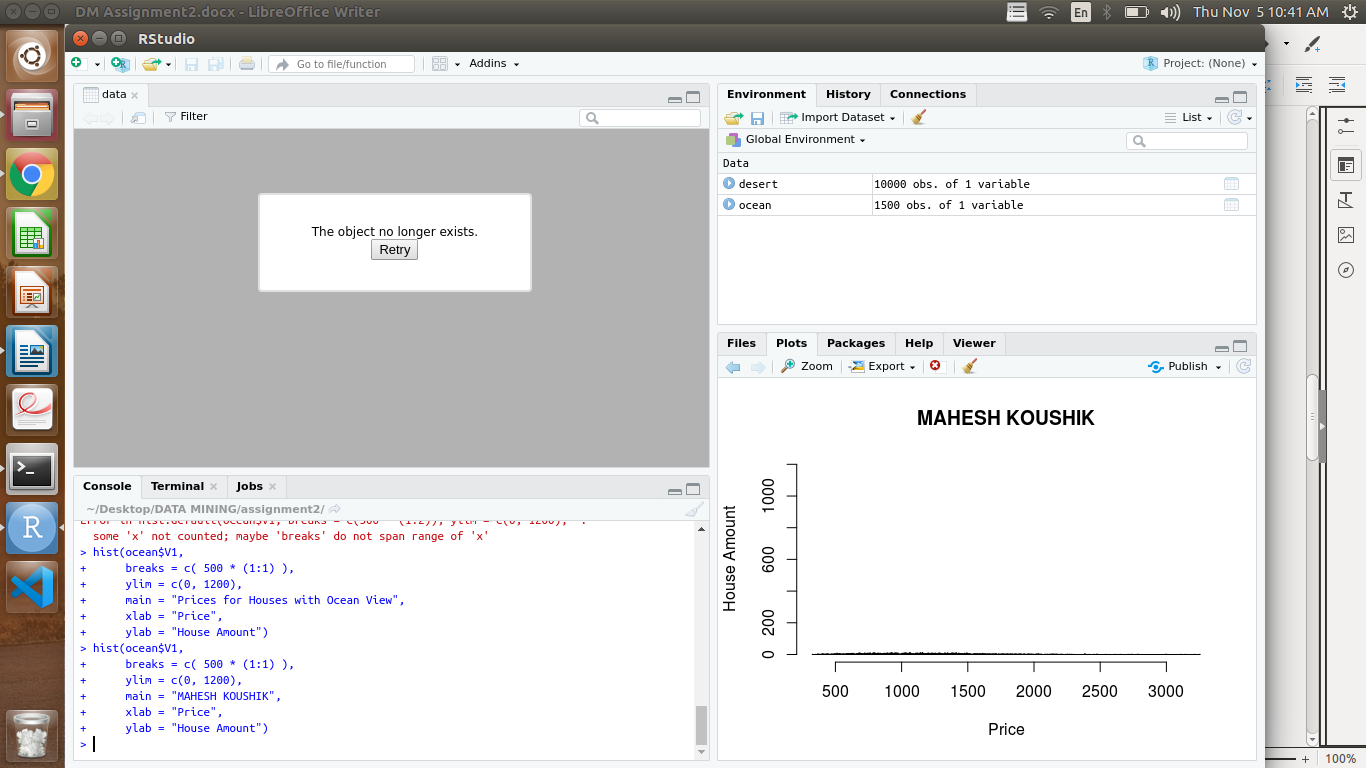 DM Assignment2.docx - LibreOffice Writer
En
Thu Nov 5 10:41 AM
RStudio
Go to file/function
Addins
Project: (None)
data
Filter
The object no longer exists.
Retry
Environment History Connections
Import Dataset
List
Global Environment
Data
desert 10000 obs. of 1 variable
ocean 1500 obs. of 1 variable
Console Terminal Jobs
~/Desktop/DATA MINING/assignment2/
some 'x' not counted; maybe 'breaks' do not span range of 'x'
> hist(ocean$V1,
+ breaks = c( 500 * (1:1) ),
+ ylim = c(0, 1200),
+ main = "Prices for Houses with Ocean View",
+ xlab = "Price",
+ ylab = "House Amount")
> hist(ocean$V1,
+ breaks = c( 500 * (1:1) ),
+ ylim = c(0, 1200),
+ main = "MAHESH KOUSHIK",
+ xlab = "Price",
+ ylab = "House Amount")
>
Files Plots Packages Help Viewer
Zoom
Export
Publish
MAHESH KOUSHIK
House Amount
1000
600
200
0
500 1000 1500 2000 2500 3000
Price
100%